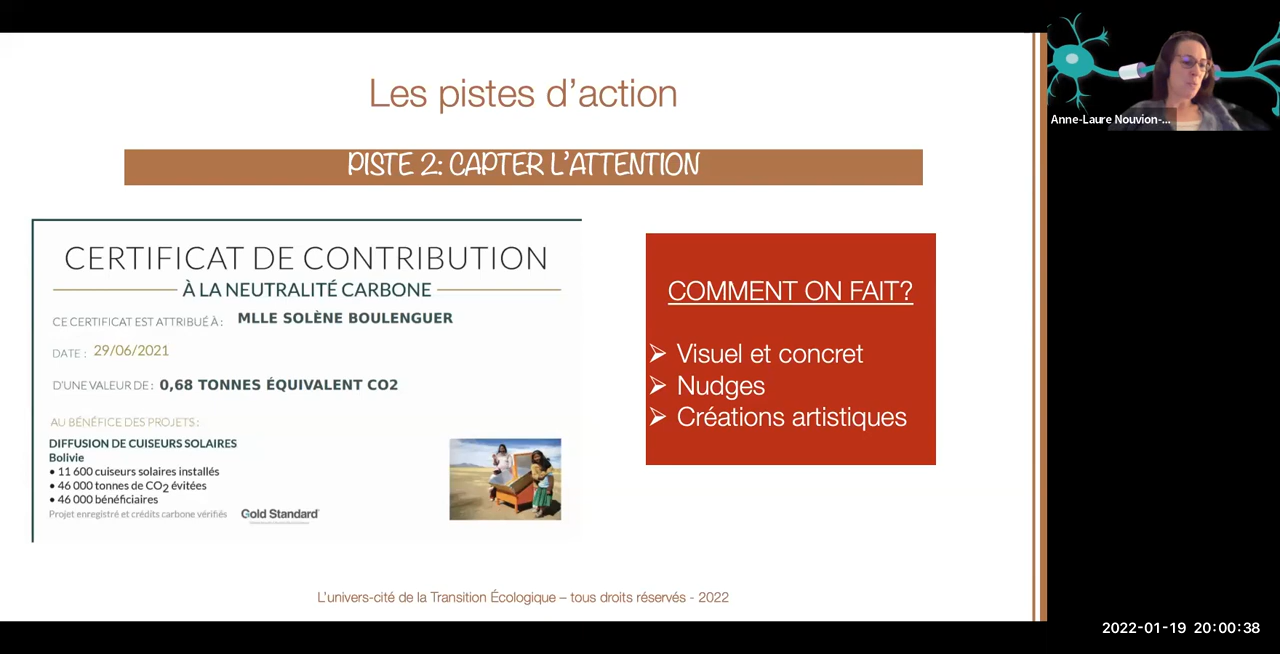 Les pistes d’action
PISTE 2: CAPTER L’ATTENTION
CERTIFICAT DE CONTRIBUTION
À LA NEUTRALITÉ CARBONE
CE CERTIFICAT EST ATTRIBUÉ À : MLLE SOLÈNE BOULENGUER
DATE : 29/06/2021
D'UNE VALEUR DE : 0,68 TONNES ÉQUIVALENT CO2
AU BÉNÉFICE DES PROJETS :
DIFFUSION DE CUISEURS SOLAIRES
Bolivie
• 11 600 cuiseurs solaires installés
• 46 000 tonnes de CO2 évitées
• 46 000 bénéficiaires
Projet enregistré et crédits carbone vérifiés Gold Standard
COMMENT ON FAIT?
➢ Visuel et concret
➢ Nudges
➢ Créations artistiques
L’univers-cité de la Transition Écologique – tous droits réservés - 2022
Anne-Laure Nouvion-...
2022-01-19 20:00:38